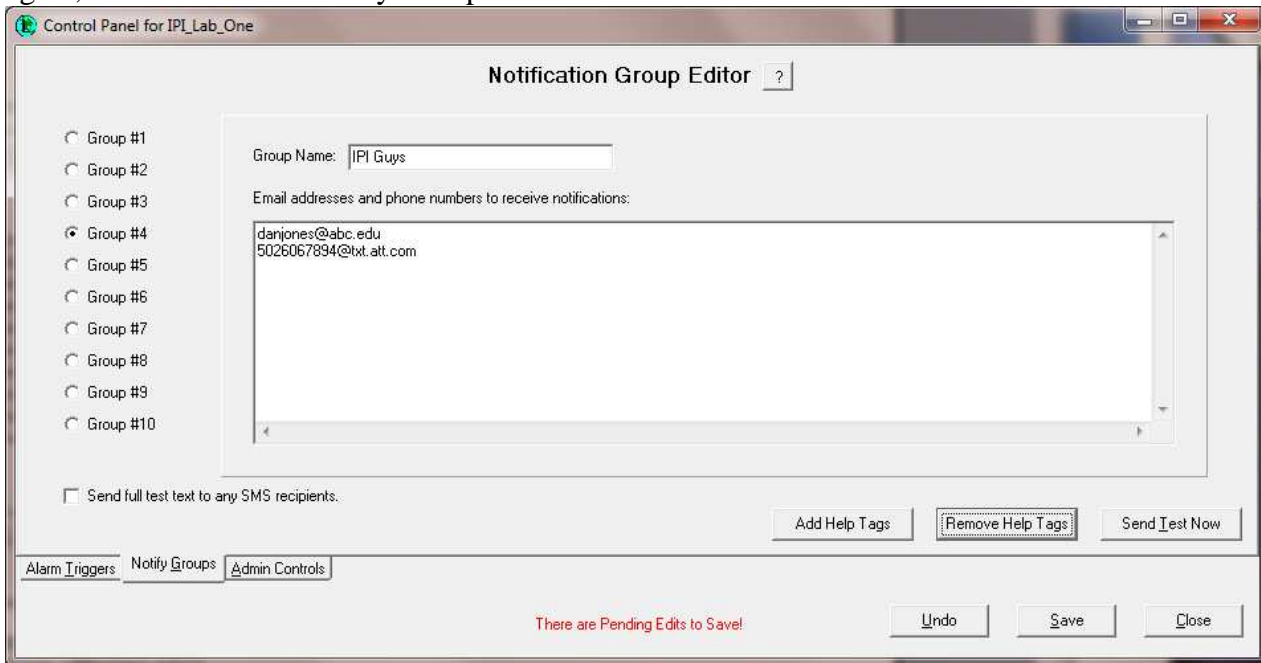 Control Panel for IPI_Lab_One
Notification Group Editor ?
Group #1
Group #2
Group #3
Group #4
Group #5
Group #6
Group #7
Group #8
Group #9
Group #10
Group Name: IPI Guys
Email addresses and phone numbers to receive notifications:
danjones@abc.edu
5026067894@txt.att.com
Send full test text to any SMS recipients.
Add Help Tags Remove Help Tags Send Test Now
Alarm Triggers Notify Groups Admin Controls
There are Pending Edits to Save! Undo Save Close